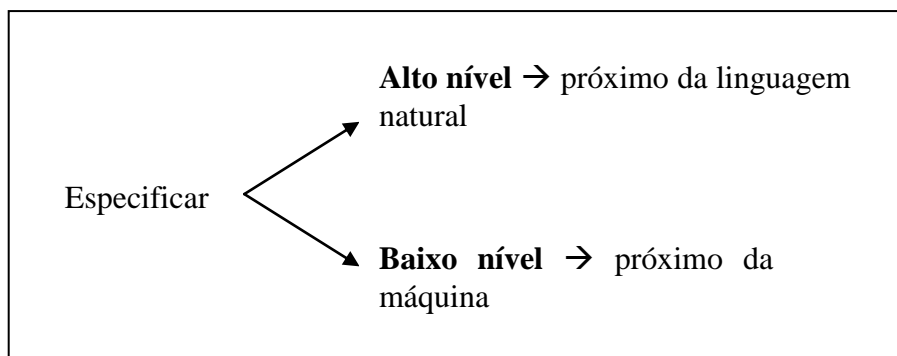 Alto nível → próximo da linguagem
natural
Especificar
Baixo nível → próximo da
máquina